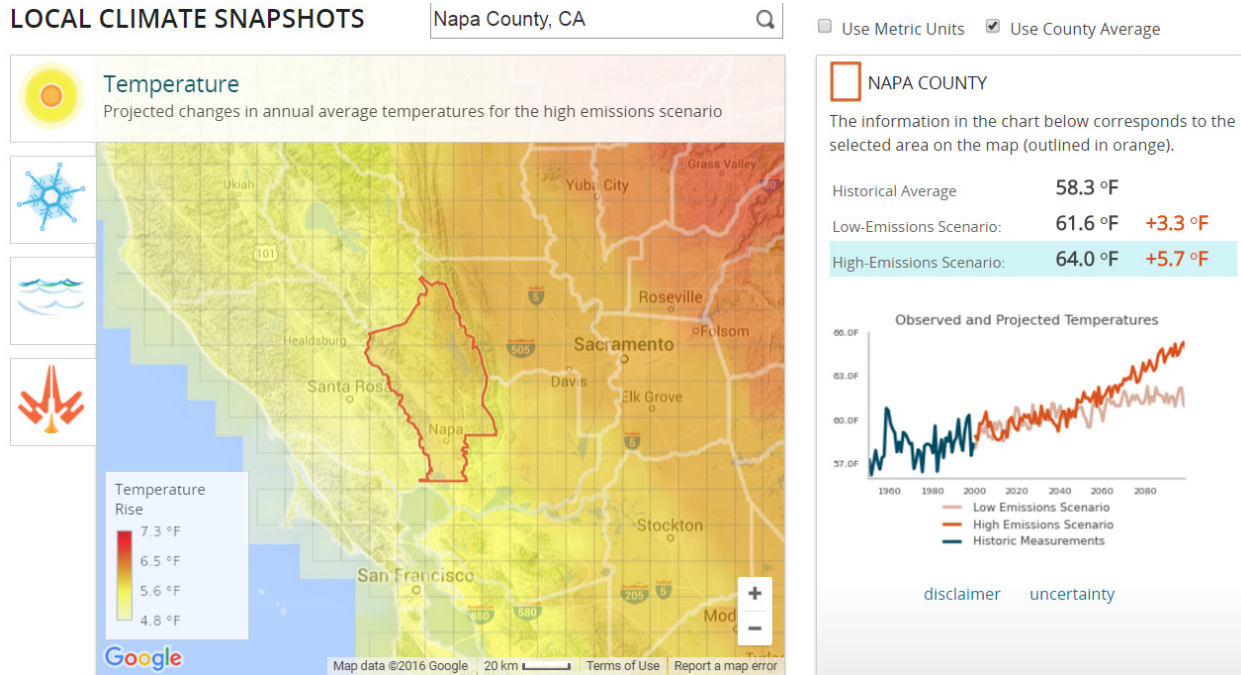 LOCAL CLIMATE SNAPSHOTS
Napa County, CA
Use Metric Units
Use County Average
Temperature
Projected changes in annual average temperatures for the high emissions scenario
Ukiah
101
Healdsburg
Santa Rosa
Napa
Yuba City
Grass Valley
80
5
Roseville
Folsom
505
Sacramento
Davis
Elk Grove
5
Stockton
San Francisco
880
580
205
5
Mod
Temperature
Rise
7.3 °F
6.5 °F
5.6 °F
4.8 °F
+
−
Google
Map data ©2016 Google
20 km
Terms of Use
Report a map error
NAPA COUNTY
The information in the chart below corresponds to the
selected area on the map (outlined in orange).
Historical Average 58.3 °F
Low-Emissions Scenario: 61.6 °F +3.3 °F
High-Emissions Scenario: 64.0 °F +5.7 °F
Observed and Projected Temperatures
66.0F
63.0F
60.0F
57.0F
1960 1980 2000 2020 2040 2060 2080
Low Emissions Scenario
High Emissions Scenario
Historic Measurements
disclaimer uncertainty